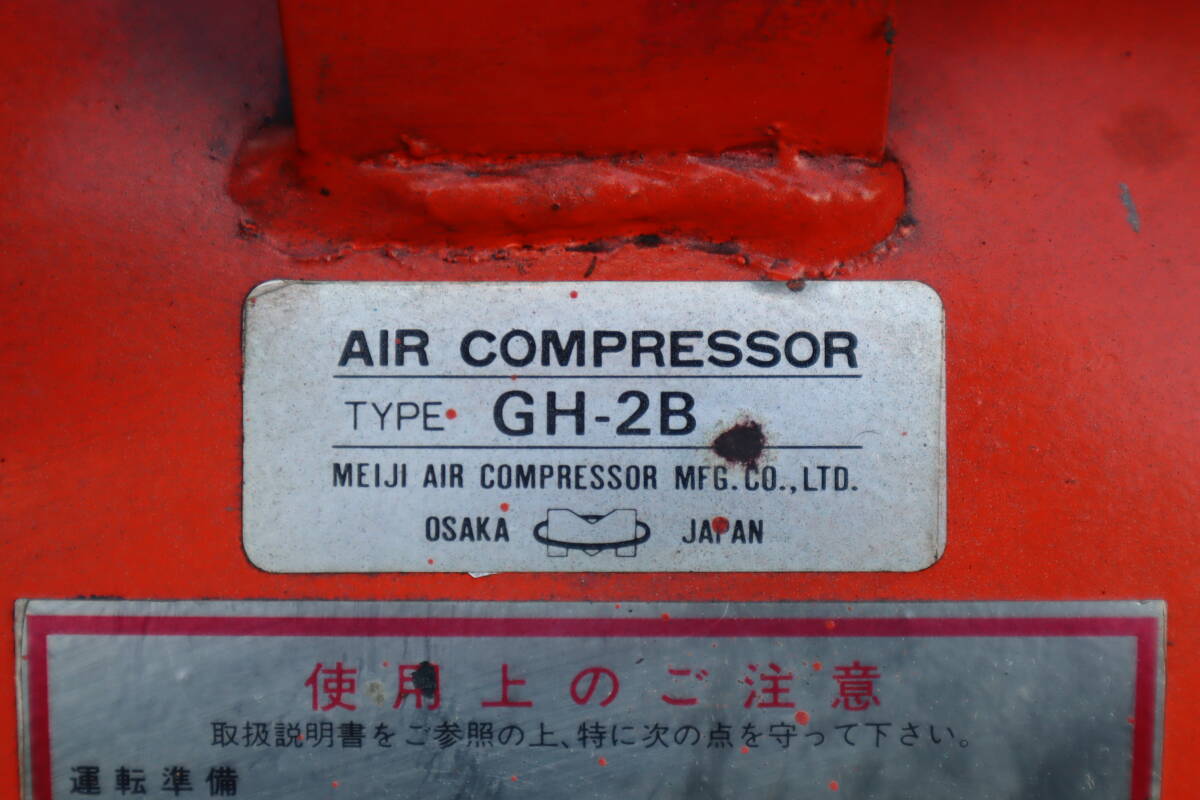 AIR COMPRESSOR
TYPE GH-2B
MEIJI AIR COMPRESSOR MFG.CO.,LTD.
OSAKA JAPAN
使用上のご注意
取扱説明書をご参照の上、特に次の点を守って下さい。
運転準備